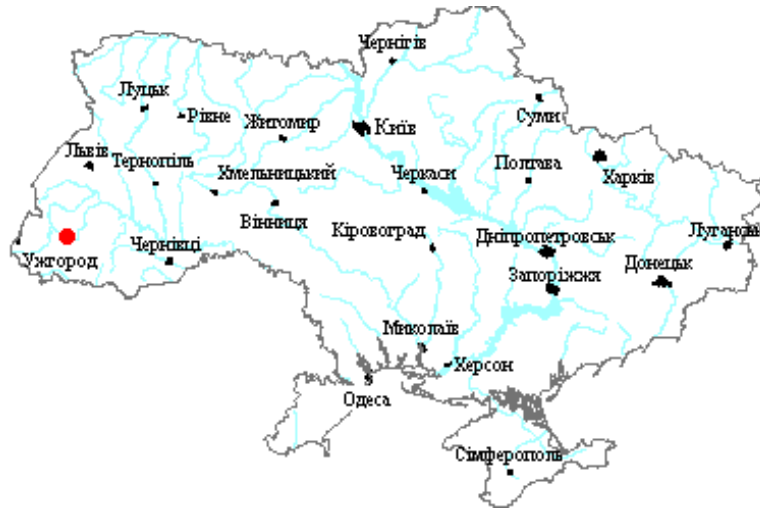 Чернігів
Луцьк
Рівне
Житомир
Київ
Суми
Львів
Тернопіль
Хмельницький
Черкаси
Полтава
Харків
Вінниця
Кіровоград
Дніпропетровськ
Луганськ
Ужгород
Чернівці
Запоріжжя
Донецьк
Миколаїв
Херсон
Одеса
Сімферополь